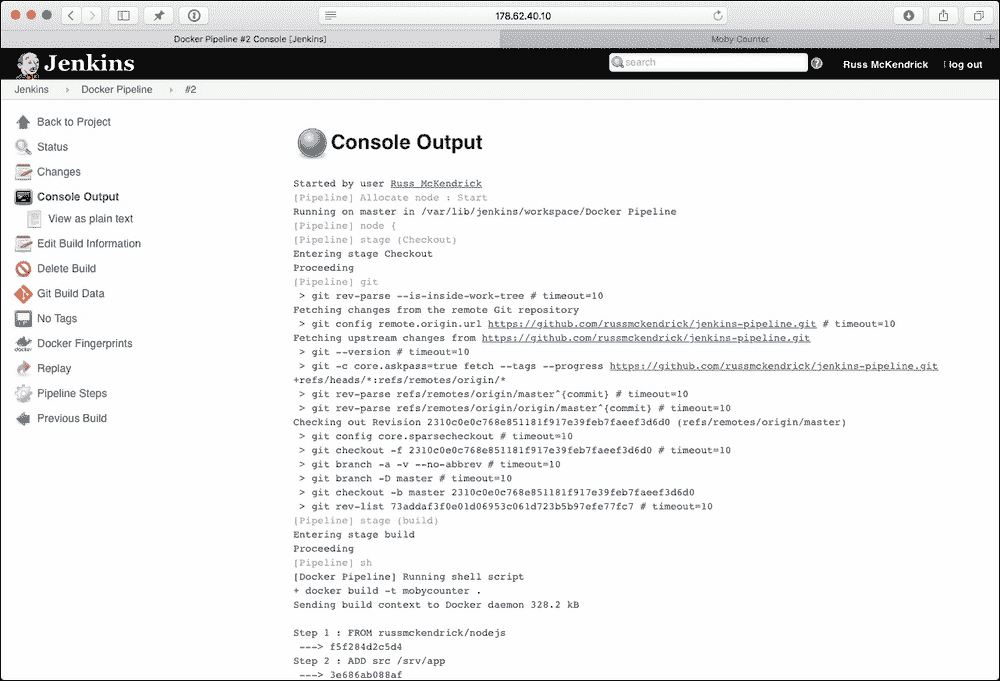 178.62.40.10
Docker Pipeline #2 Console [Jenkins]
Moby Counter
Jenkins
search
Russ McKendrick
log out
Jenkins
Docker Pipeline
#2
Back to Project
Status
Changes
Console Output
View as plain text
Edit Build Information
Delete Build
Git Build Data
No Tags
Docker Fingerprints
Replay
Pipeline Steps
Previous Build
Console Output
Started by user Russ McKendrick
[Pipeline] Allocate node : Start
Running on master in /var/lib/jenkins/workspace/Docker Pipeline
[Pipeline] node {
[Pipeline] stage (Checkout)
Entering stage Checkout
Proceeding
[Pipeline] git
> git rev-parse --is-inside-work-tree # timeout=10
Fetching changes from the remote Git repository
> git config remote.origin.url https://github.com/russmckendrick/jenkins-pipeline.git # timeout=10
Fetching upstream changes from https://github.com/russmckendrick/jenkins-pipeline.git
> git --version # timeout=10
> git -c core.askpass=true fetch --tags --progress https://github.com/russmckendrick/jenkins-pipeline.git
+refs/heads/*:refs/remotes/origin/*
> git rev-parse refs/remotes/origin/master^{commit} # timeout=10
> git rev-parse refs/remotes/origin/origin/master^{commit} # timeout=10
Checking out Revision 2310c0e0c768e851181f917e39feb7faeef3d6d0 (refs/remotes/origin/master)
> git config core.sparsecheckout # timeout=10
> git checkout -f 2310c0e0c768e851181f917e39feb7faeef3d6d0 # timeout=10
> git branch -a -v --no-abbrev # timeout=10
> git branch -D master # timeout=10
> git checkout -b master 2310c0e0c768e851181f917e39feb7faeef3d6d0
> git rev-list 73addaf3f0e01d06953c061d723b5b97efe77fc7 # timeout=10
[Pipeline] stage (build)
Entering stage build
Proceeding
[Pipeline] sh
[Docker Pipeline] Running shell script
+ docker build -t mobycounter .
Sending build context to Docker daemon 328.2 kB
Step 1 : FROM russmckendrick/nodejs
---> f5f284d2c5d4
Step 2 : ADD src /srv/app
---> 3e686ab088af